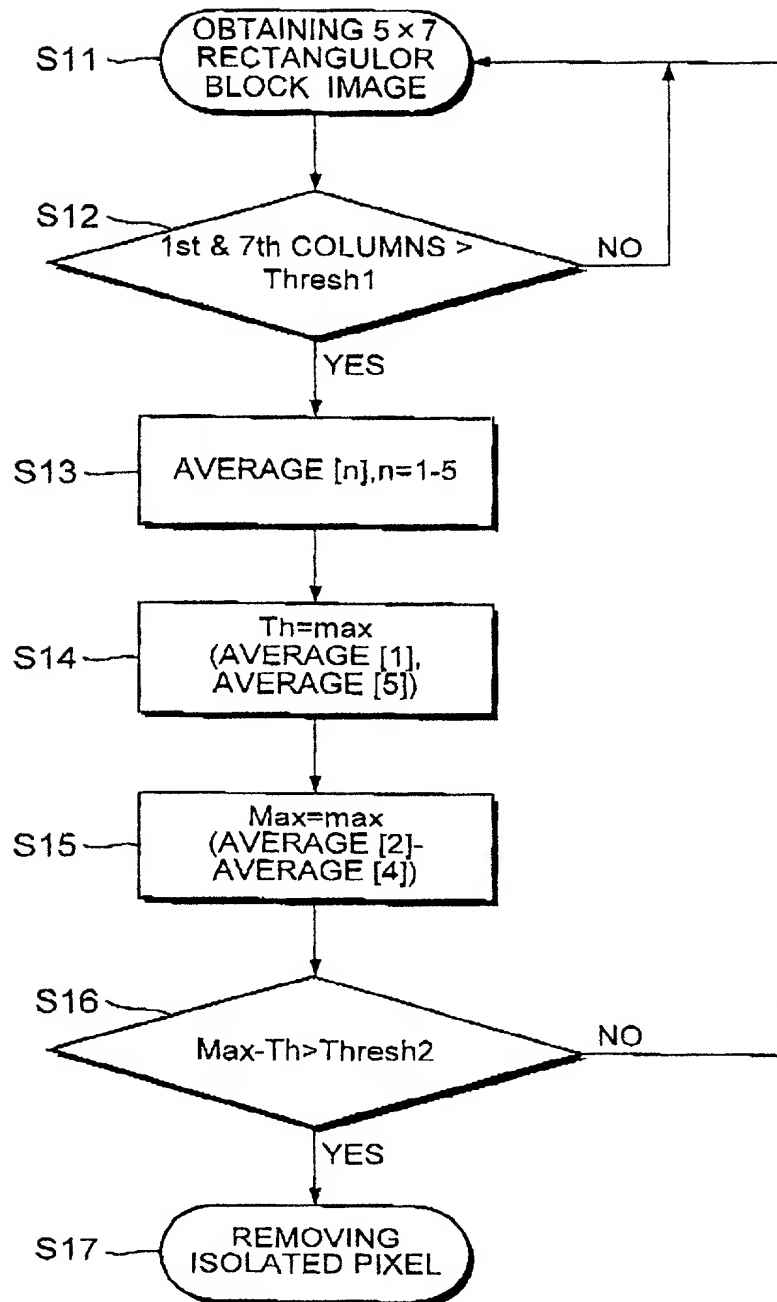 S11
OBTAINING 5 × 7
RECTANGULOR
BLOCK IMAGE
S12
1st & 7th COLUMNS >
Thresh1
NO
YES
S13
AVERAGE [n],n=1-5
S14
Th=max
(AVERAGE [1],
AVERAGE [5])
S15
Max=max
(AVERAGE [2]-
AVERAGE [4])
S16
Max-Th>Thresh2
NO
YES
S17
REMOVING
ISOLATED PIXEL